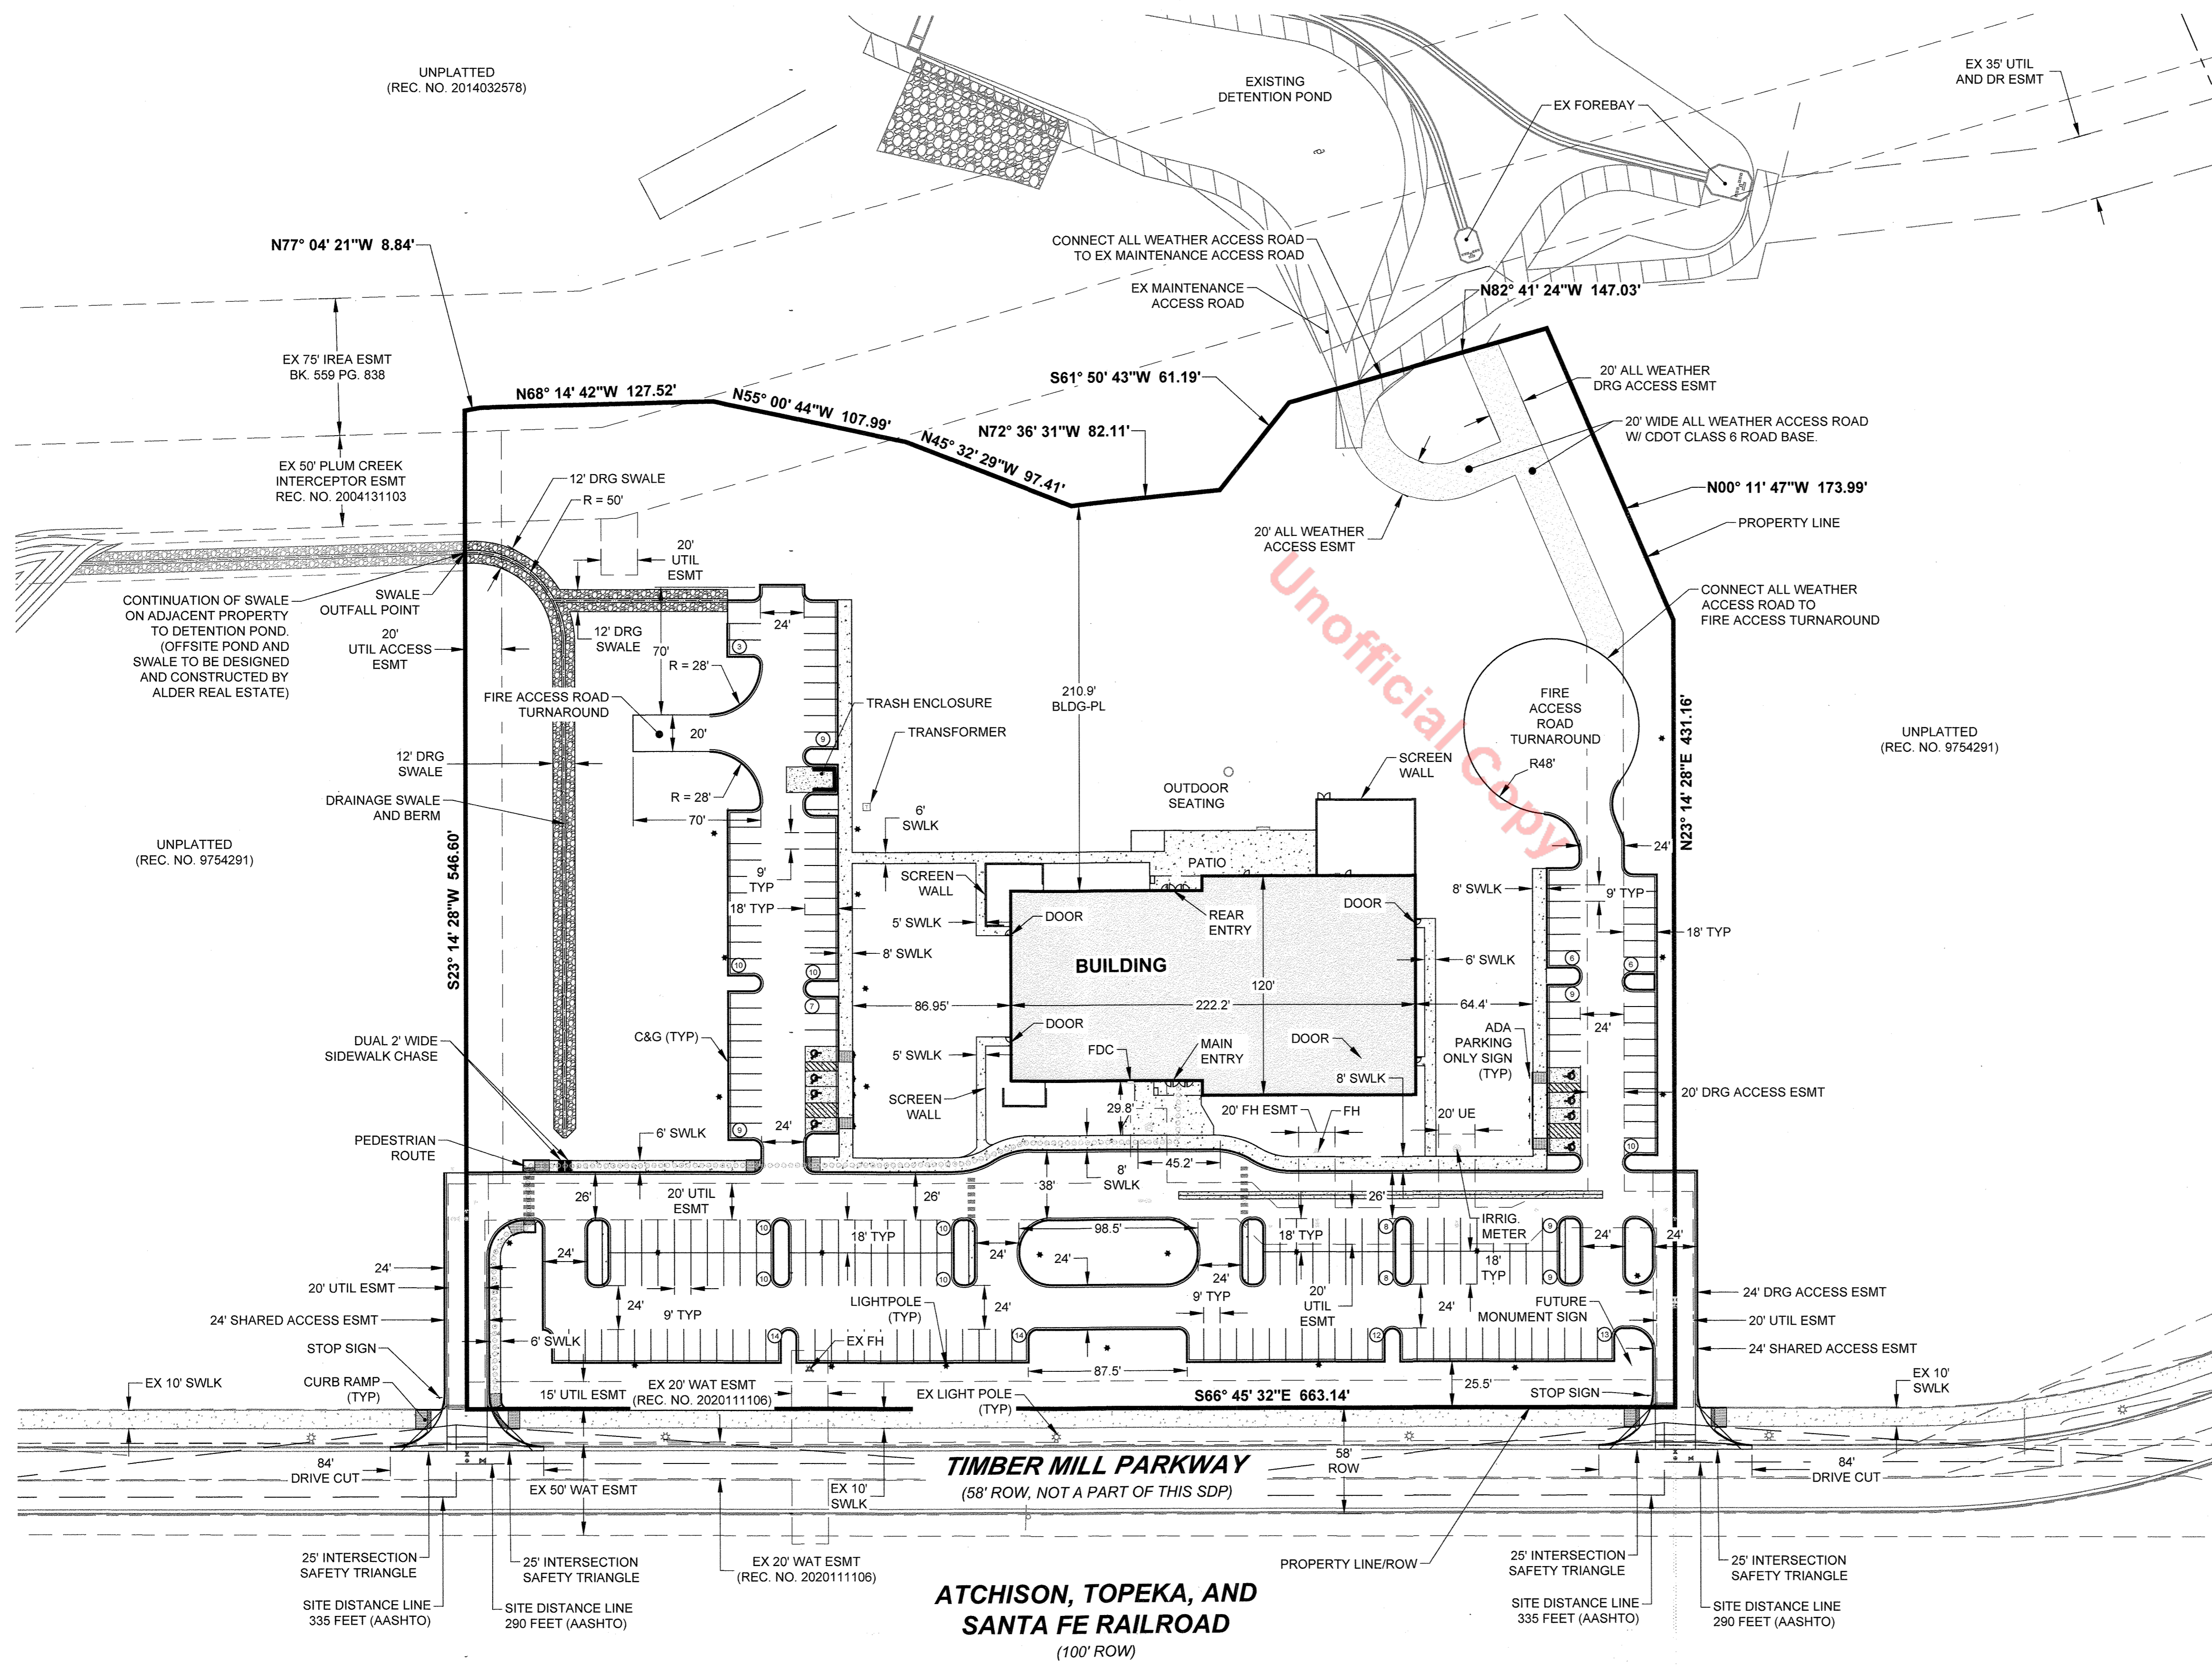 UNPLATTED
(REC. NO. 2014032578)
EXISTING
DETENTION POND
EX FOREBAY
EX 35' UTIL
AND DR ESMT
N77° 04' 21"W 8.84'
CONNECT ALL WEATHER ACCESS ROAD
TO EX MAINTENANCE ACCESS ROAD
EX MAINTENANCE
ACCESS ROAD
N82° 41' 24"W 147.03'
EX 75' IREA ESMT
BK. 559 PG. 838
N68° 14' 42"W 127.52'
N55° 00' 44"W 107.99'
N45° 32' 29"W 97.41'
S61° 50' 43"W 61.19'
N72° 36' 31"W 82.11'
20' ALL WEATHER
DRG ACCESS ESMT
20' WIDE ALL WEATHER ACCESS ROAD
W/ CDOT CLASS 6 ROAD BASE.
EX 50' PLUM CREEK
INTERCEPTOR ESMT
REC. NO. 2004131103
12' DRG SWALE
R = 50'
20'
UTIL
ESMT
20' ALL WEATHER
ACCESS ESMT
N00° 11' 47"W 173.99'
PROPERTY LINE
CONTINUATION OF SWALE
ON ADJACENT PROPERTY
TO DETENTION POND.
(OFFSITE POND AND
SWALE TO BE DESIGNED
AND CONSTRUCTED BY
ALDER REAL ESTATE)
SWALE
OUTFALL POINT
20'
UTIL ACCESS
ESMT
12' DRG
SWALE
70'
24'
3
R = 28'
CONNECT ALL WEATHER
ACCESS ROAD TO
FIRE ACCESS TURNAROUND
Unofficial Copy
FIRE ACCESS ROAD
TURNAROUND
20'
TRASH ENCLOSURE
TRANSFORMER
9
210.9'
BLDG-PL
FIRE
ACCESS
ROAD
TURNAROUND
R48'
UNPLATTED
(REC. NO. 9754291)
12' DRG
SWALE
DRAINAGE SWALE
AND BERM
R = 28'
70'
T
6'
SWLK
OUTDOOR
SEATING
SCREEN
WALL
N23° 14' 28"E 431.16'
24'
UNPLATTED
(REC. NO. 9754291)
S23° 14' 28"W 546.60'
9'
TYP
18' TYP
SCREEN
WALL
PATIO
8' SWLK
9' TYP
5' SWLK
DOOR
REAR
ENTRY
DOOR
18' TYP
8' SWLK
10
10
BUILDING
6' SWLK
6
6
7
86.95'
222.2'
120'
64.4'
9
24'
DUAL 2' WIDE
SIDEWALK CHASE
C&G (TYP)
5' SWLK
DOOR
FDC
MAIN
ENTRY
DOOR
ADA
PARKING
ONLY SIGN
(TYP)
8' SWLK
SCREEN
WALL
29.8'
20' FH ESMT
FH
20' UE
20' DRG ACCESS ESMT
PEDESTRIAN
ROUTE
6' SWLK
9
24'
10
26'
20' UTIL
ESMT
26'
38'
8'
SWLK
45.2'
26'
IRRIG.
METER
24'
10
18' TYP
10
24'
98.5'
24'
24'
18' TYP
8
18'
TYP
9
24'
24'
24'
20' UTIL ESMT
24' SHARED ACCESS ESMT
STOP SIGN
10
10
9' TYP
24'
LIGHTPOLE
(TYP)
24'
9' TYP
20'
UTIL
ESMT
8
9
24'
FUTURE
MONUMENT SIGN
24' DRG ACCESS ESMT
20' UTIL ESMT
24' SHARED ACCESS ESMT
6' SWLK
14
EX FH
14
87.5'
12
13
25.5'
EX 10' SWLK
CURB RAMP
(TYP)
15' UTIL ESMT
EX 20' WAT ESMT
(REC. NO. 2020111106)
EX LIGHT POLE
(TYP)
S66° 45' 32"E 663.14'
STOP SIGN
EX 10'
SWLK
84'
DRIVE CUT
EX 50' WAT ESMT
EX 10'
SWLK
TIMBER MILL PARKWAY
(58' ROW, NOT A PART OF THIS SDP)
58'
ROW
84'
DRIVE CUT
25' INTERSECTION
SAFETY TRIANGLE
25' INTERSECTION
SAFETY TRIANGLE
EX 20' WAT ESMT
(REC. NO. 2020111106)
PROPERTY LINE/ROW
25' INTERSECTION
SAFETY TRIANGLE
25' INTERSECTION
SAFETY TRIANGLE
SITE DISTANCE LINE
335 FEET (AASHTO)
SITE DISTANCE LINE
290 FEET (AASHTO)
ATCHISON, TOPEKA, AND
SANTA FE RAILROAD
(100' ROW)
SITE DISTANCE LINE
335 FEET (AASHTO)
SITE DISTANCE LINE
290 FEET (AASHTO)